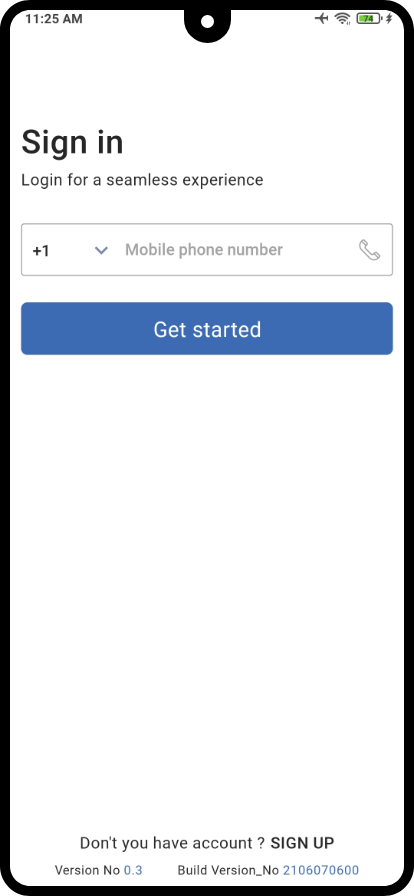 11:25 AM 74
Sign in
Login for a seamless experience
+1 Mobile phone number
Get started
Don't you have account ? SIGN UP
Version No 0.3 Build Version_No 2106070600